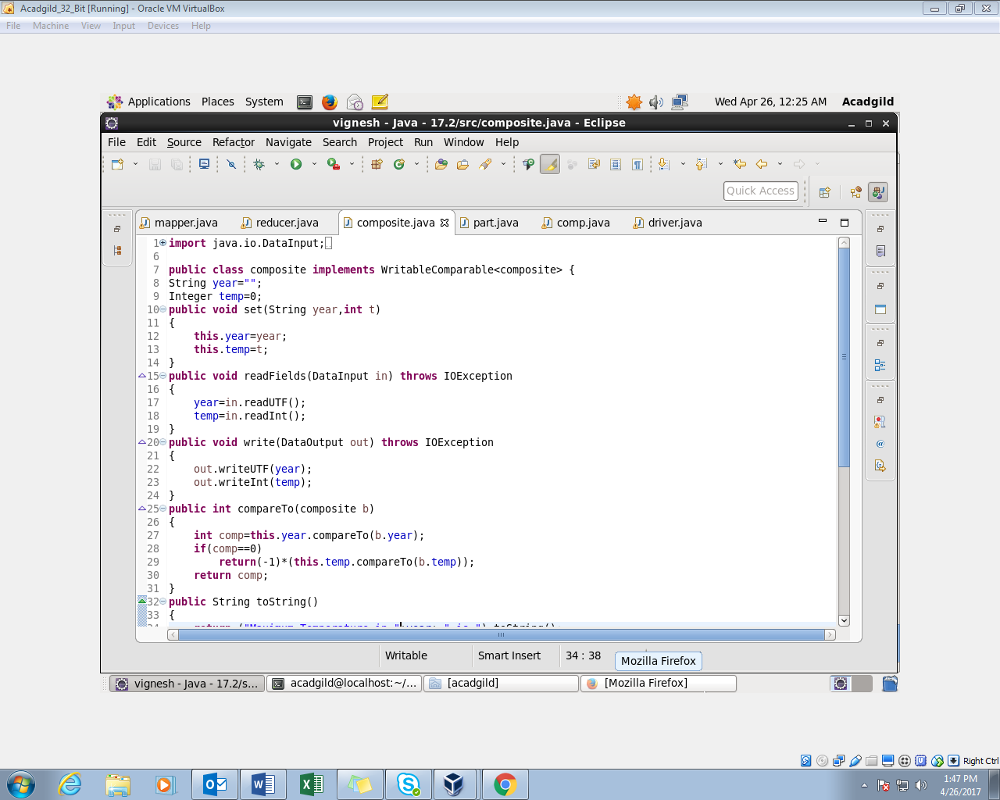 Acadgild_32_Bit [Running] - Oracle VM VirtualBox
File Machine View Input Devices Help
Applications Places System Wed Apr 26, 12:25 AM Acadgild
vignesh - Java - 17.2/src/composite.java - Eclipse
File Edit Source Refactor Navigate Search Project Run Window Help
Quick Access
mapper.java reducer.java composite.java part.java comp.java driver.java
1 import java.io.DataInput;
6
7 public class composite implements WritableComparable<composite> {
8 String year="";
9 Integer temp=0;
10 public void set(String year,int t)
11 {
12 this.year=year;
13 this.temp=t;
14 }
15 public void readFields(DataInput in) throws IOException
16 {
17 year=in.readUTF();
18 temp=in.readInt();
19 }
20 public void write(DataOutput out) throws IOException
21 {
22 out.writeUTF(year);
23 out.writeInt(temp);
24 }
25 public int compareTo(composite b)
26 {
27 int comp=this.year.compareTo(b.year);
28 if(comp==0)
29 return(-1)*(this.temp.compareTo(b.temp));
30 return comp;
31 }
32 public String toString()
33 {
Writable Smart Insert 34 : 38
Mozilla Firefox
vignesh - Java - 17.2/s... acadgild@localhost:~/... [acadgild] [Mozilla Firefox]
Right Ctrl
1:47 PM
4/26/2017